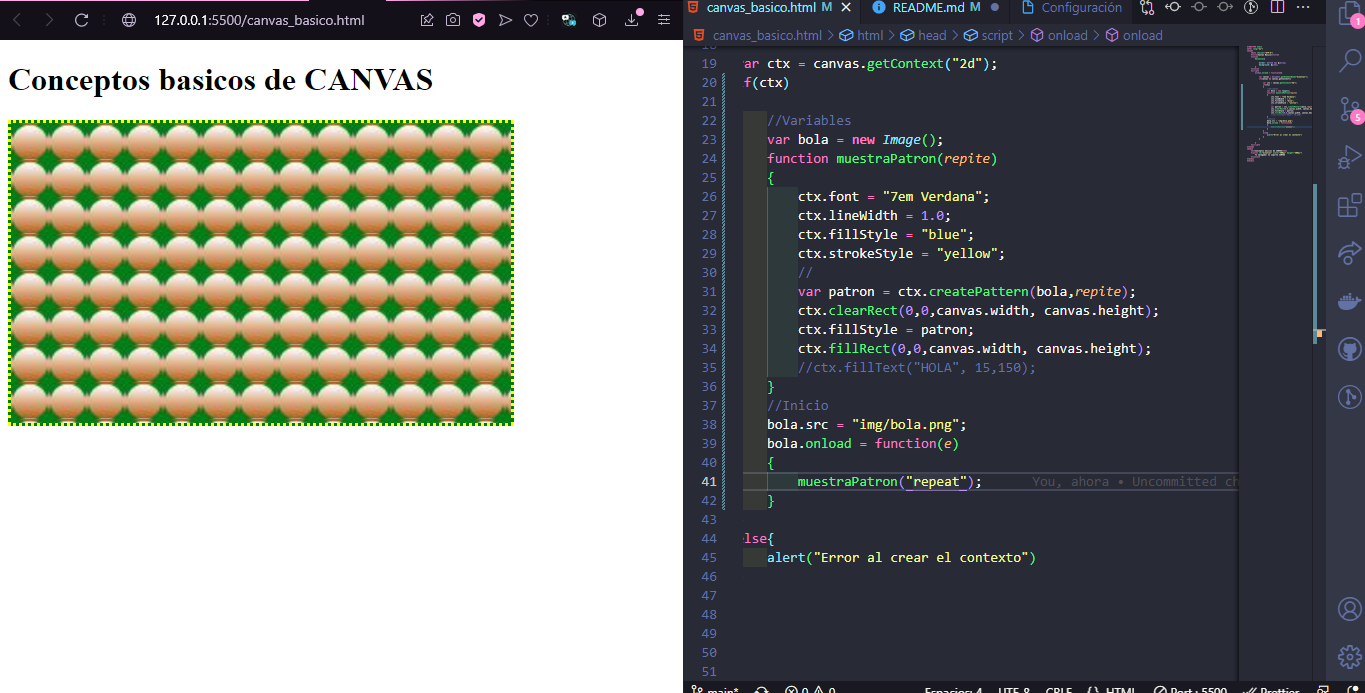 127.0.0.1:5500/canvas_basico.html
Conceptos basicos de CANVAS
canvas_basico.html M
README.md M
Configuración
canvas_basico.html > html > head > script > onload > onload
19 ar ctx = canvas.getContext("2d");
20 f(ctx)
21
22 //Variables
23 var bola = new Image();
24 function muestraPatron(repite)
25 {
26 ctx.font = "7em Verdana";
27 ctx.lineWidth = 1.0;
28 ctx.fillStyle = "blue";
29 ctx.strokeStyle = "yellow";
30 //
31 var patron = ctx.createPattern(bola,repite);
32 ctx.clearRect(0,0,canvas.width, canvas.height);
33 ctx.fillStyle = patron;
34 ctx.fillRect(0,0,canvas.width, canvas.height);
35 //ctx.fillText("HOLA", 15,150);
36 }
37 //Inicio
38 bola.src = "img/bola.png";
39 bola.onload = function(e)
40 {
41 muestraPatron("repeat"); You, ahora • Uncommitted ch
42 }
43
44 lse{
45 alert("Error al crear el contexto")
46
47
48
49
50
51
1
5
main* 0 0 Espacios: 4 UTF-8 CRLF {} HTML Port : 5500 Prettier